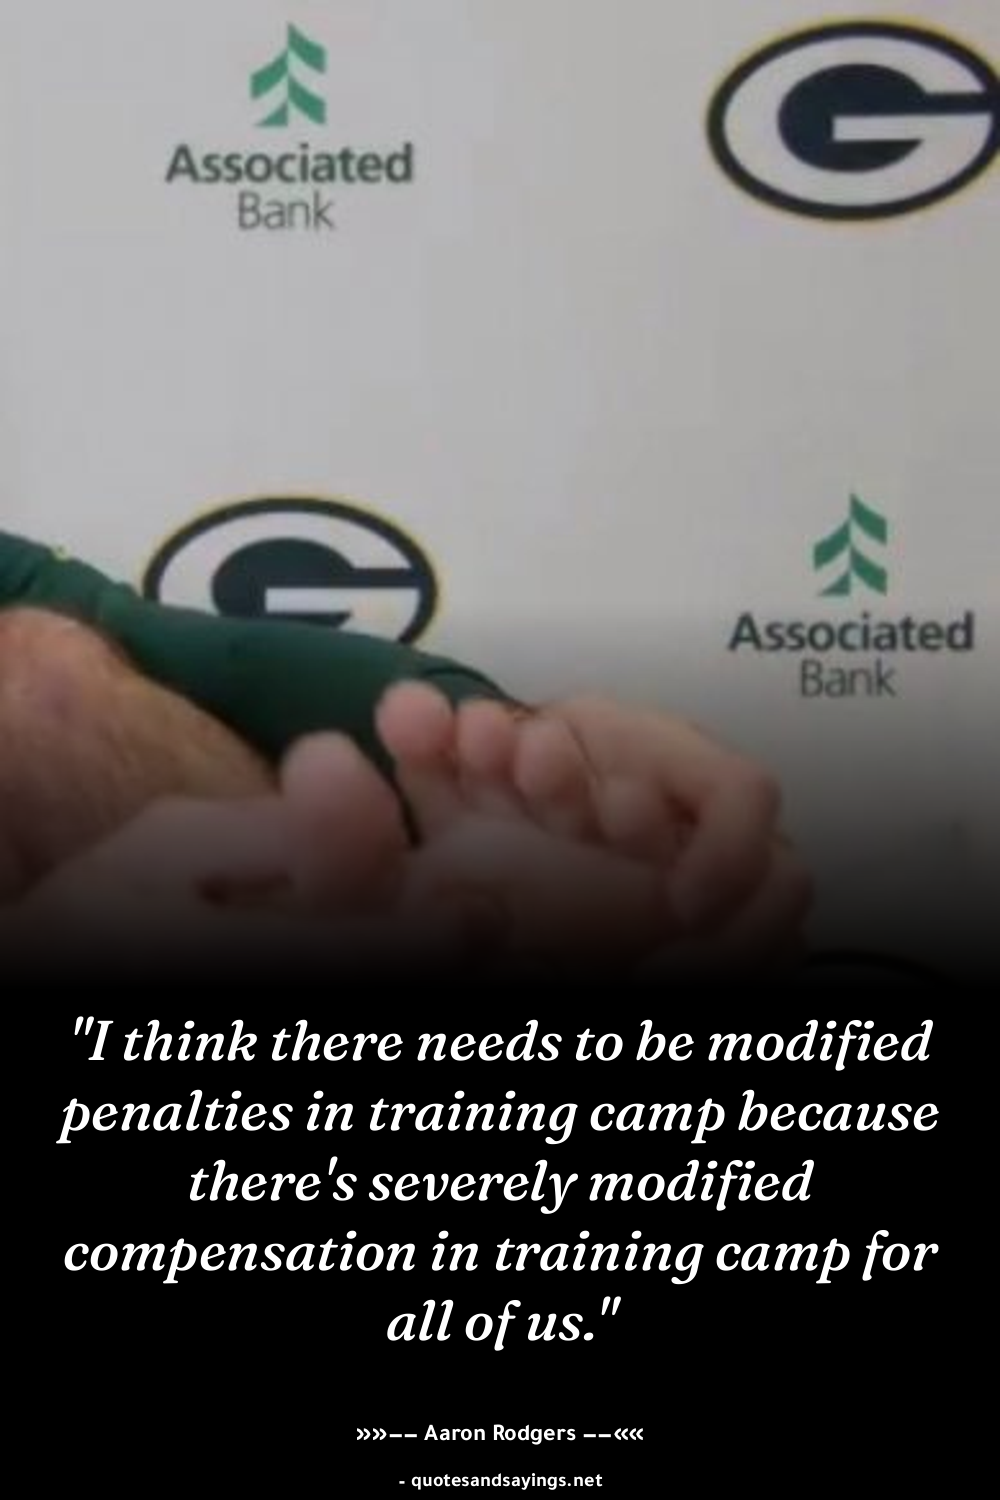 Associated
Bank
G
G
Associated
Bank
"I think there needs to be modified
penalties in training camp because
there's severely modified
compensation in training camp for
all of us."
»»—— Aaron Rodgers ——««
- quotesandsayings.net